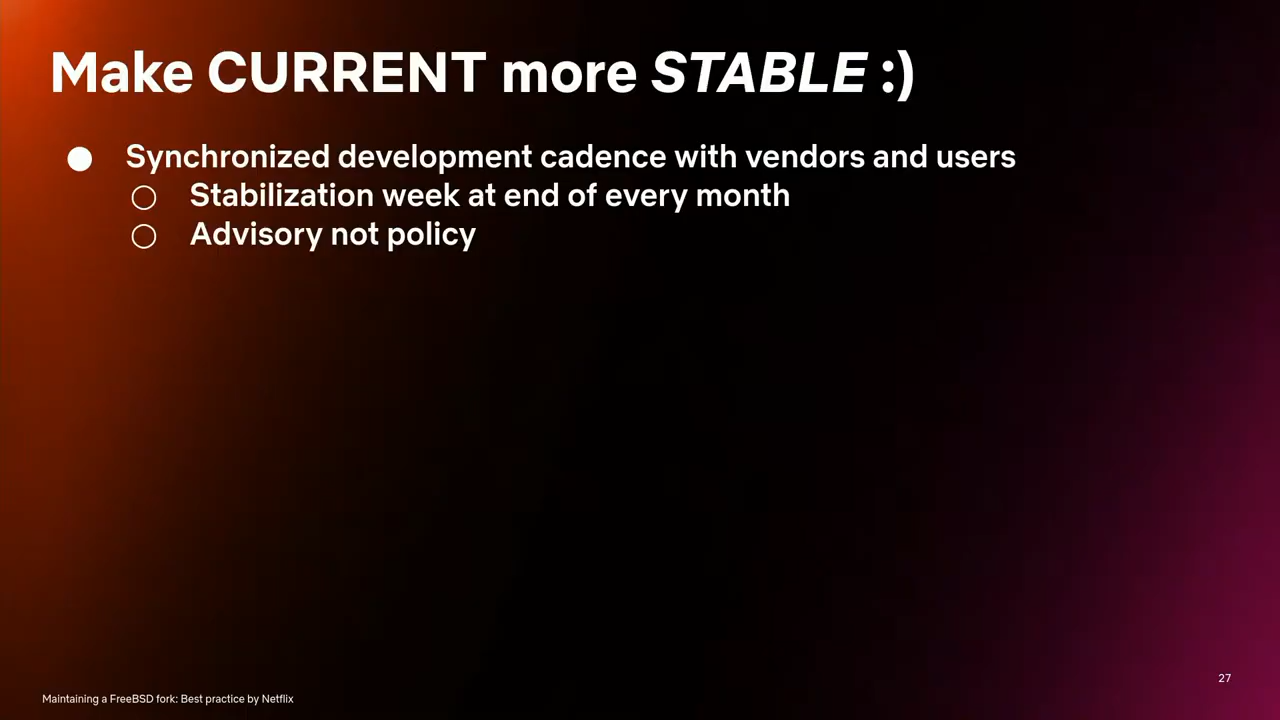 Make CURRENT more STABLE :)
● Synchronized development cadence with vendors and users
○ Stabilization week at end of every month
○ Advisory not policy
27
Maintaining a FreeBSD fork: Best practice by Netflix